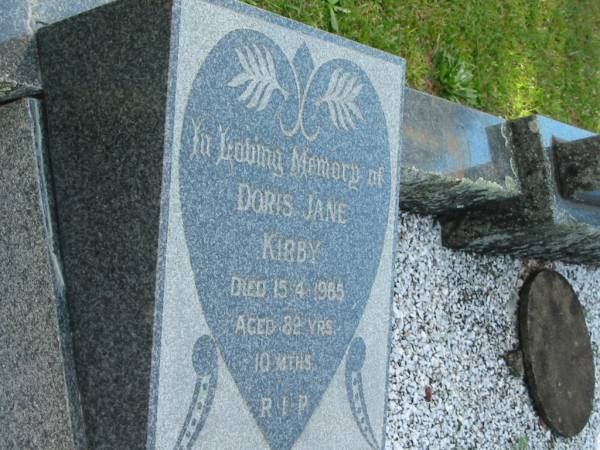 In Loving Memory of
DORIS JANE
KIRBY
DIED 15·4·1985
AGED 82 YRS.
10 MTHS.
R I P